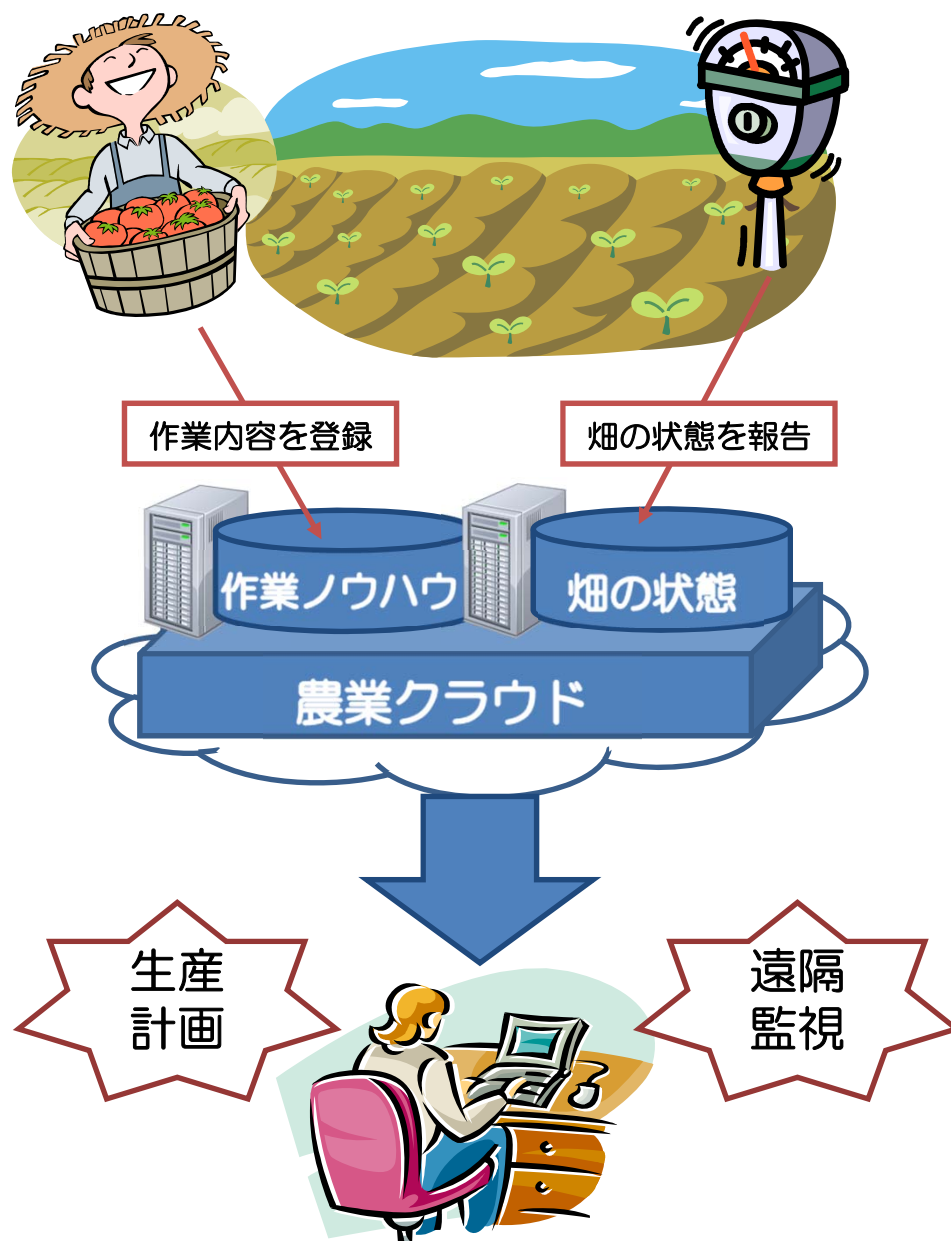 作業内容を登録
畑の状態を報告
作業ノウハウ
畑の状態
農業クラウド
生産
計画
遠隔
監視